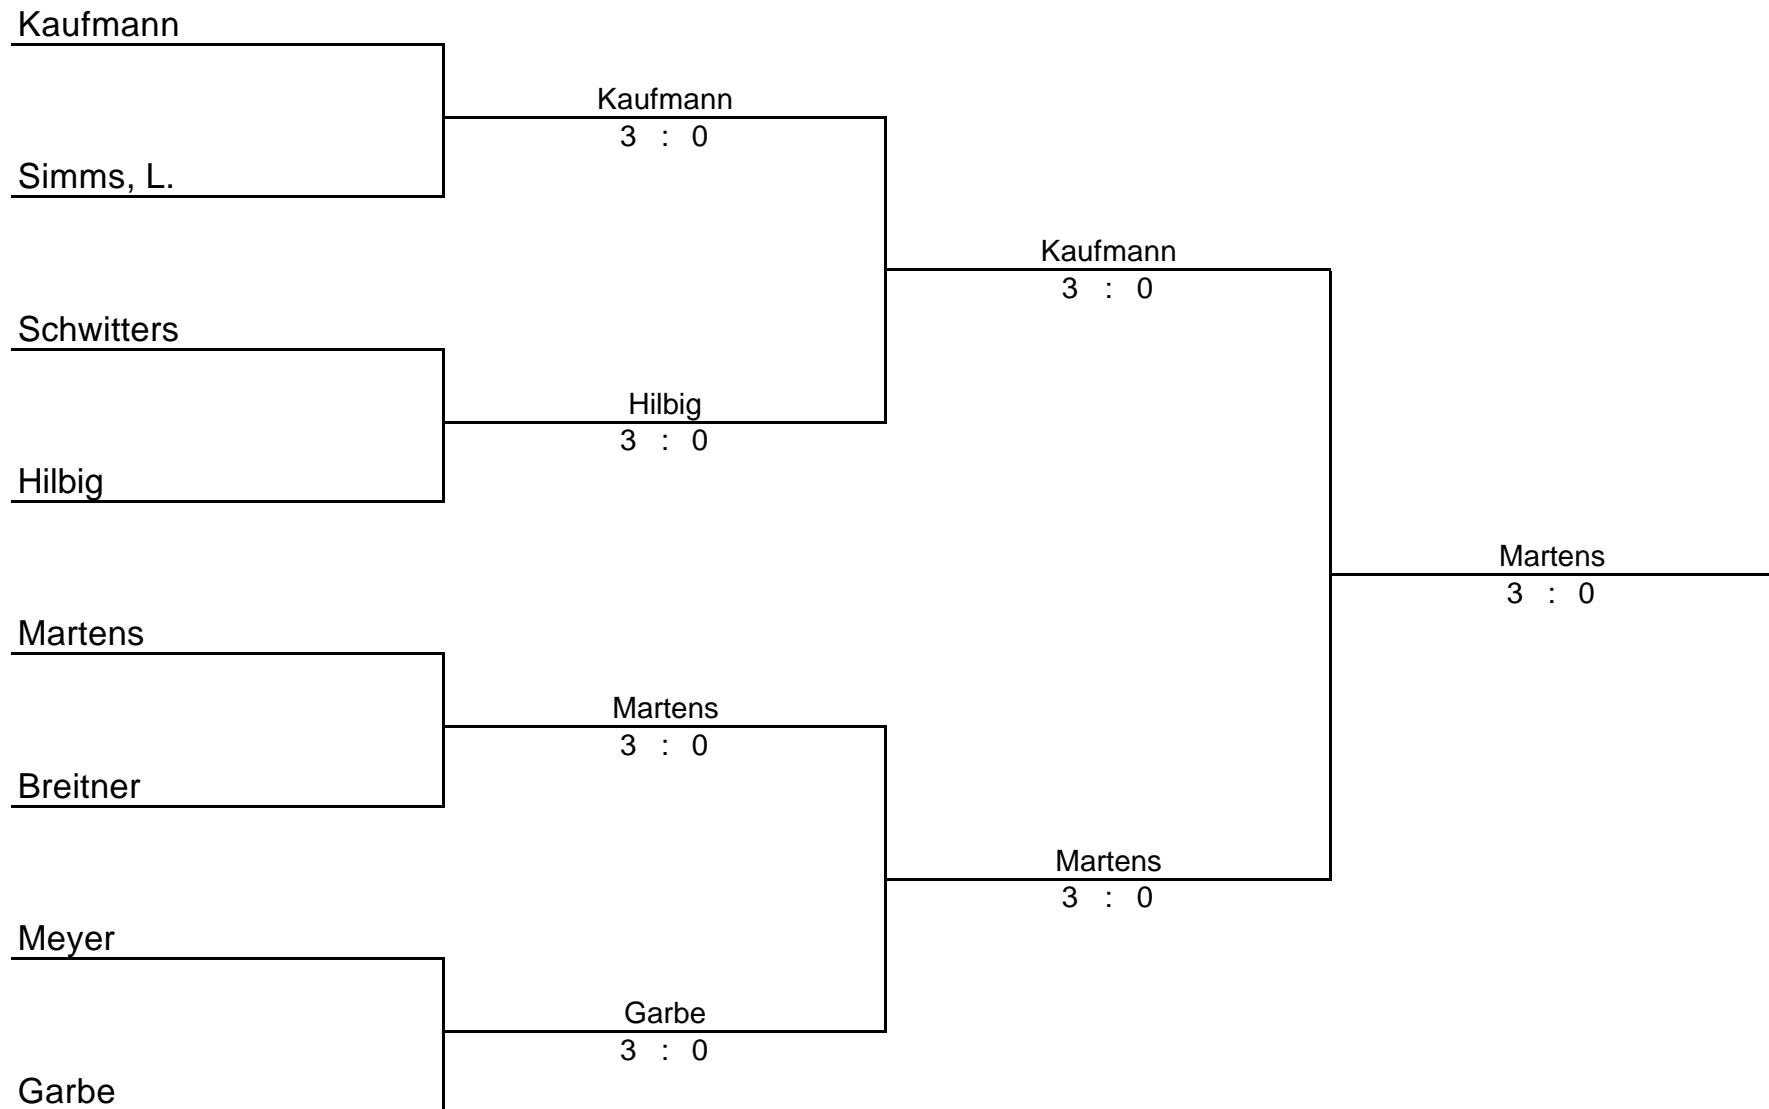 Kaufmann
Kaufmann
3 : 0
Simms, L.
Kaufmann
3 : 0
Schwitters
Hilbig
3 : 0
Hilbig
Martens
3 : 0
Martens
Martens
3 : 0
Breitner
Martens
3 : 0
Meyer
Garbe
3 : 0
Garbe